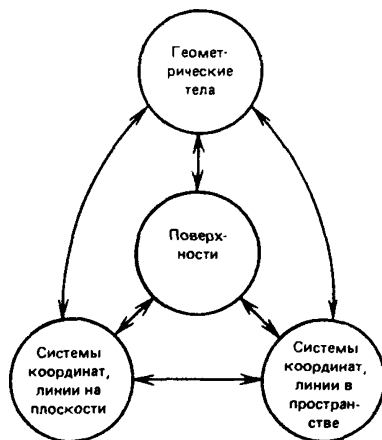 Геомет-
рические
тела
Поверх-
ности
Системы
координат,
линии на
плоскости
Системы
координат,
линии в
простран-
стве